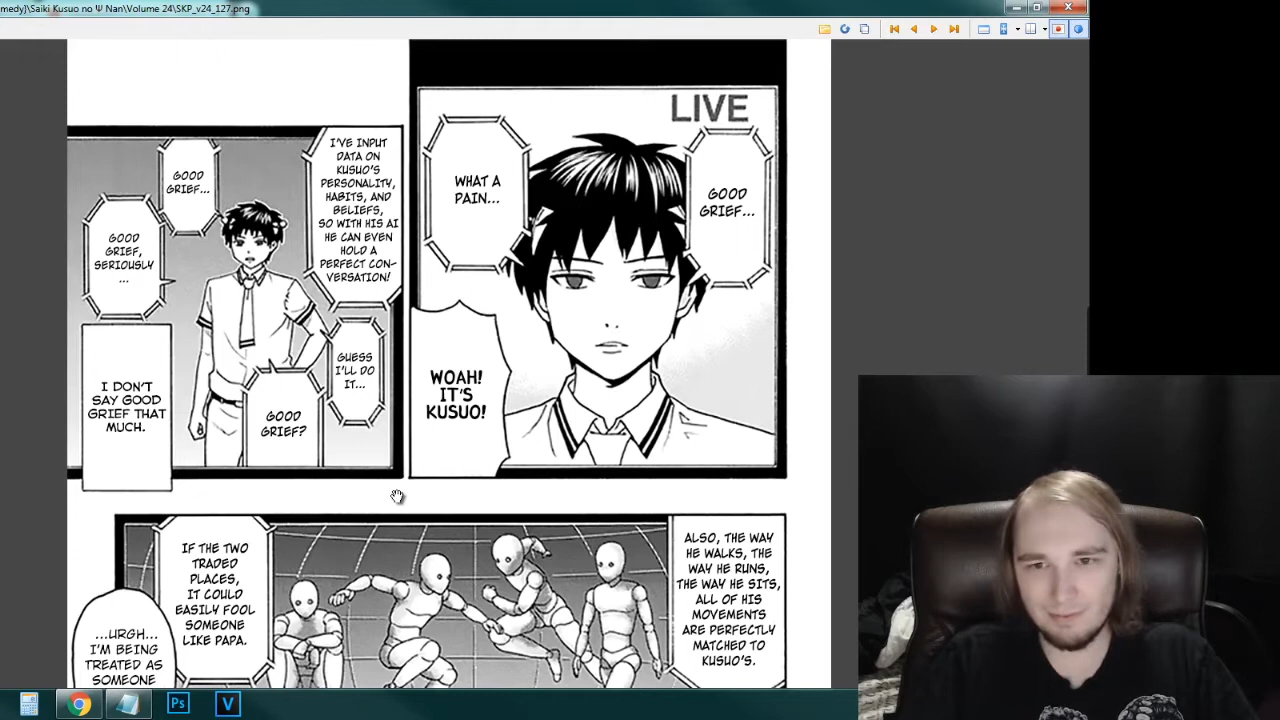 medy]\Saiki Kusuo no Ψ Nan\Volume 24\SKP_v24_127.png
LIVE
GOOD
GRIEF...
WHAT A
PAIN...
WOAH!
IT'S
KUSUO!
I'VE INPUT
DATA ON
KUSUO'S
PERSONALITY,
HABITS, AND
BELIEFS,
SO WITH HIS AI
HE CAN EVEN
HOLD A
PERFECT CON-
VERSATION!
GOOD
GRIEF...
GOOD
GRIEF,
SERIOUSLY
...
GUESS
I'LL DO
IT...
GOOD
GRIEF?
I DON'T
SAY GOOD
GRIEF THAT
MUCH.
ALSO, THE WAY
HE WALKS, THE
WAY HE RUNS,
THE WAY HE SITS,
ALL OF HIS
MOVEMENTS
ARE PERFECTLY
MATCHED TO
KUSUO'S.
IF THE TWO
TRADED
PLACES,
IT COULD
EASILY FOOL
SOMEONE
LIKE PAPA.
...URGH...
I'M BEING
TREATED AS
SOMEONE
Ps
V